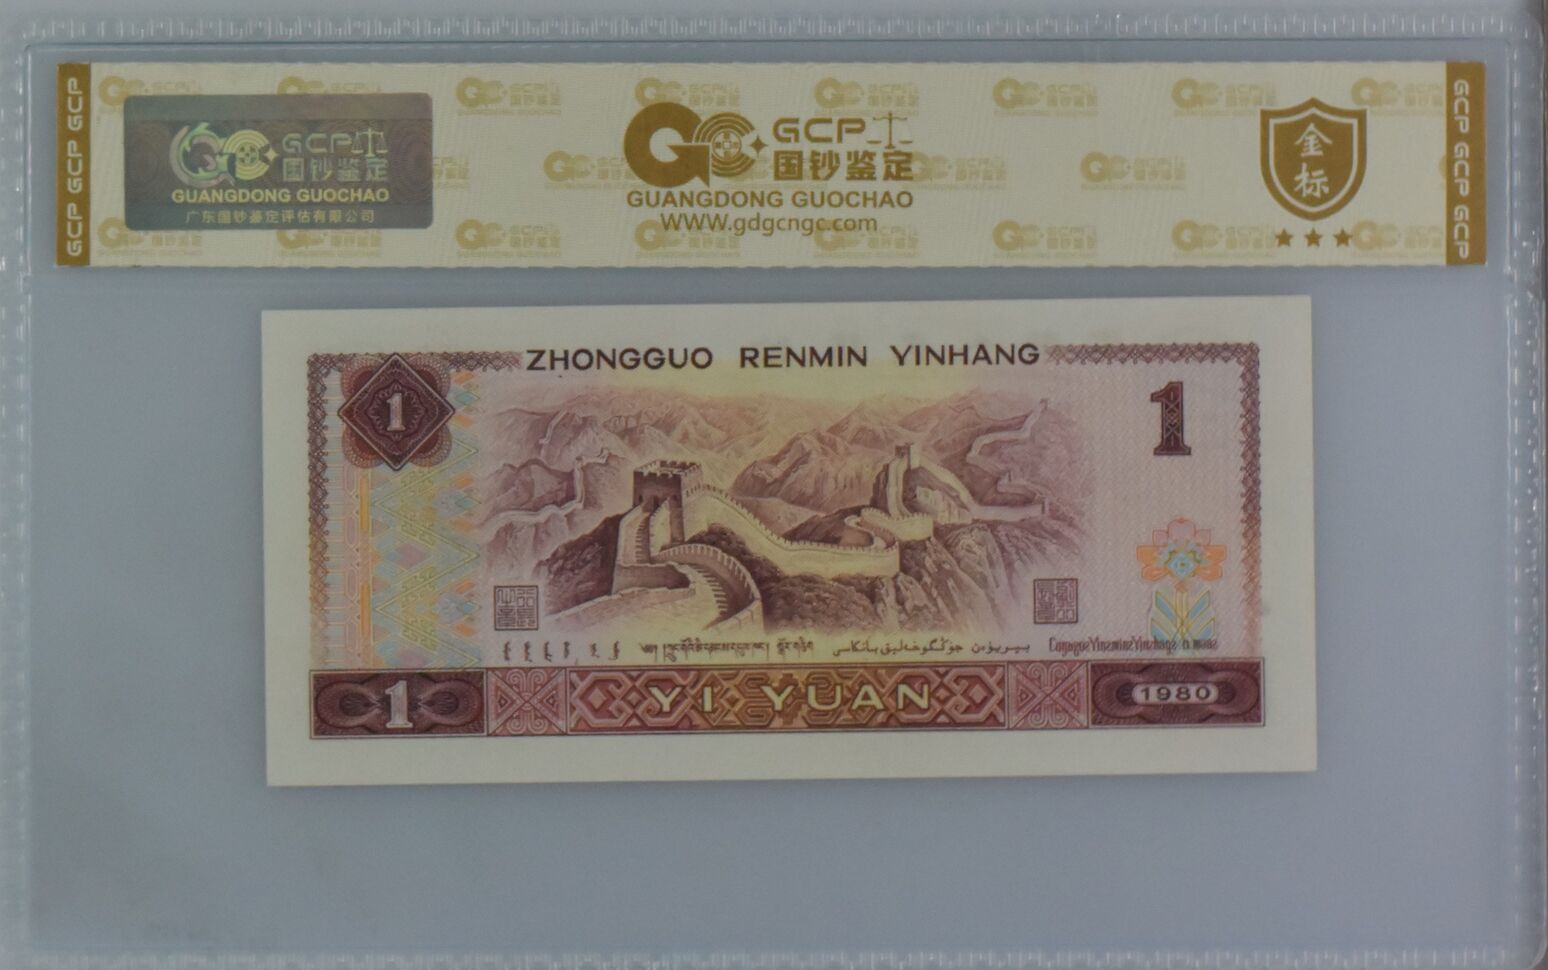 GCP GCP GCP
GCP
国钞鉴定
GUANGDONG GUOCHAO
广东国钞鉴定评估有限公司
GCP
国钞鉴定
GUANGDONG GUOCHAO
WWW.gdgcngc.com
金标
GCP GCP GCP
ZHONGGUO RENMIN YINHANG
1
1
1
YI YUAN
1980